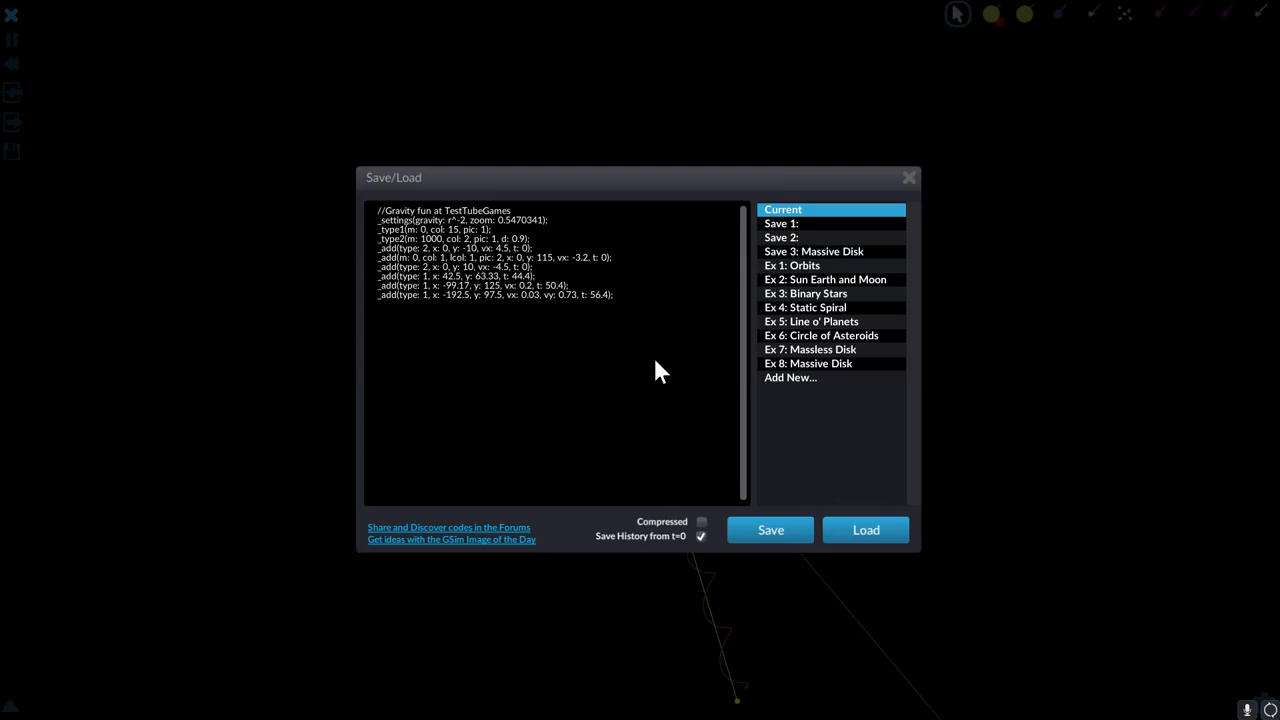 Save/Load
//Gravity fun at TestTubeGames
_settings(gravity: r^-2, zoom: 0.5470341);
_type1(m: 0, col: 15, pic: 1);
_type2(m: 1000, col: 2, pic: 1, d: 0.9);
_add(type: 2, x: 0, y: -10, vx: 4.5, t: 0);
_add(m: 0, col: 1, lcol: 1, pic: 2, x: 0, y: 115, vx: -3.2, t: 0);
_add(type: 2, x: 0, y: 10, vx: -4.5, t: 0);
_add(type: 1, x: 42.5, y: 63.33, t: 44.4);
_add(type: 1, x: -99.17, y: 125, vx: 0.2, t: 50.4);
_add(type: 1, x: -192.5, y: 97.5, vx: 0.03, vy: 0.73, t: 56.4);
Current
Save 1:
Save 2:
Save 3: Massive Disk
Ex 1: Orbits
Ex 2: Sun Earth and Moon
Ex 3: Binary Stars
Ex 4: Static Spiral
Ex 5: Line o' Planets
Ex 6: Circle of Asteroids
Ex 7: Massless Disk
Ex 8: Massive Disk
Add New...
Share and Discover codes in the Forums
Get ideas with the GSim Image of the Day
Compressed
Save History from t=0
Save
Load